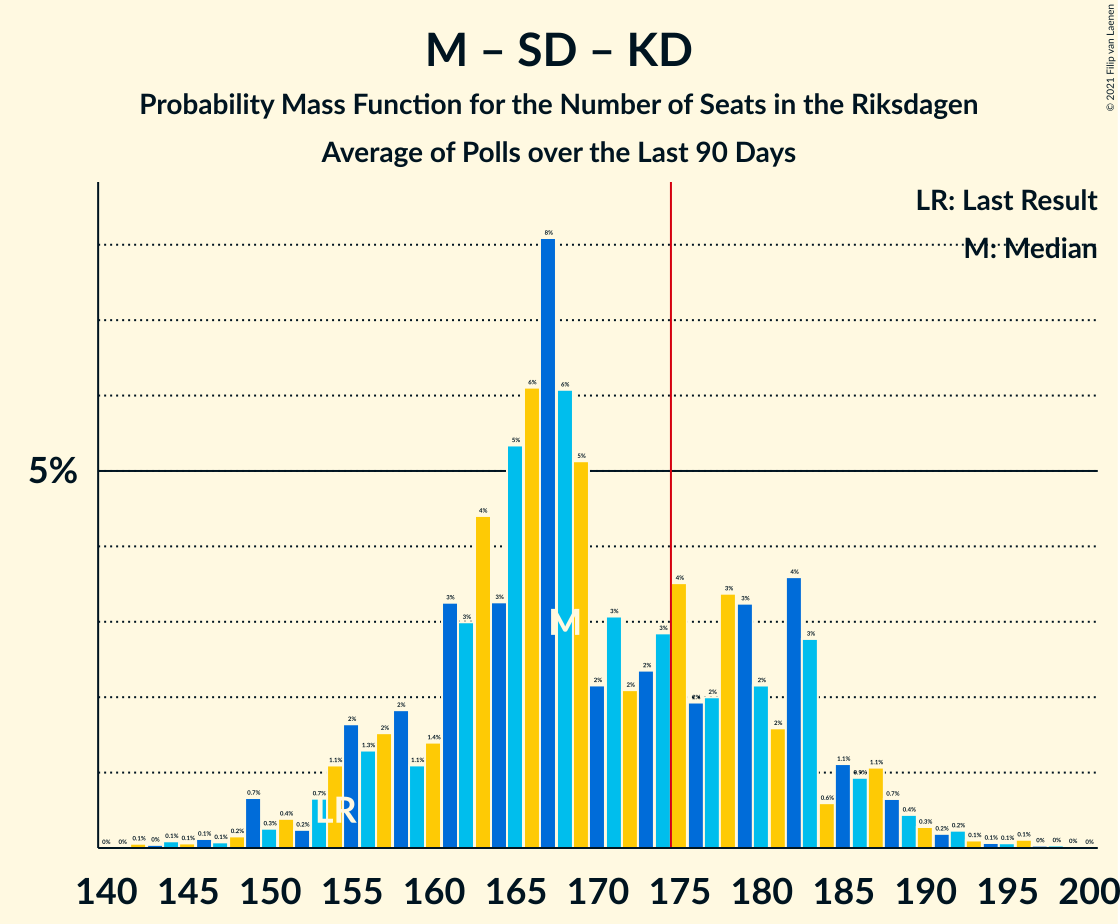 M – SD – KD
Probability Mass Function for the Number of Seats in the Riksdagen
Average of Polls over the Last 90 Days
© 2021 Filip van Laenen
LR: Last Result
M: Median
5%
0% 0% 0.1% 0% 0.1% 0.1% 0.1% 0.1% 0.2% 0.7% 0.3% 0.4% 0.2% 0.7% 1.1% 2% 1.3% 2% 2% 1.1% 1.4% 3% 3% 4% 3% 5% 6% 8% 6% 5% 2% 3% 2% 2% 3% 4% 2% 2% 3% 3% 2% 2% 4% 3% 0.6% 1.1% 0.9% 1.1% 0.7% 0.4% 0.3% 0.2% 0.2% 0.1% 0.1% 0.1% 0.1% 0% 0% 0% 0%
M
LR
140 145 150 155 160 165 170 175 180 185 190 195 200